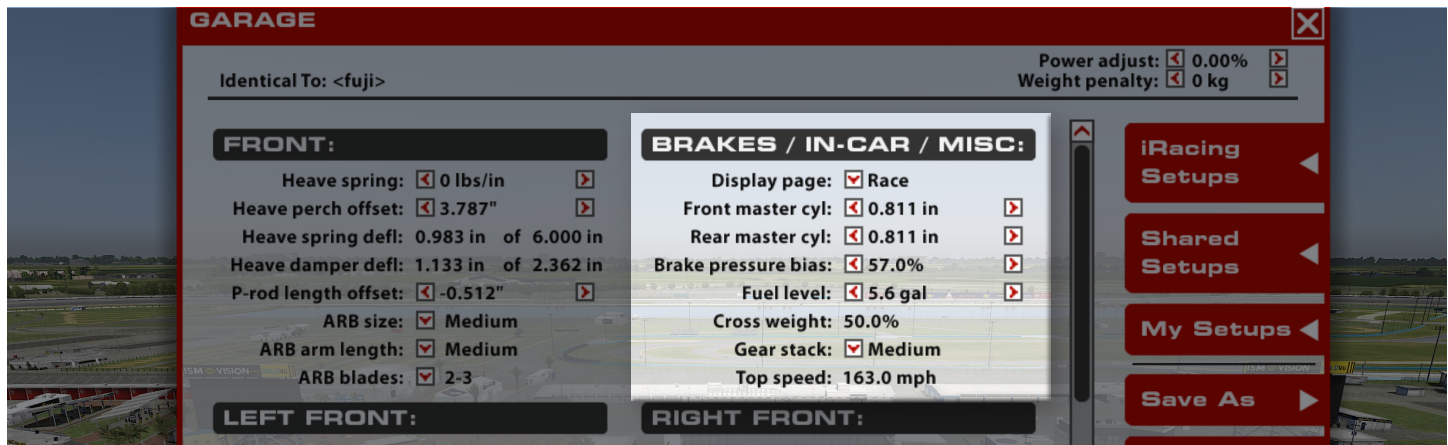 GARAGE
Identical To: <fuji>
Power adjust: 0.00%
Weight penalty: 0 kg
FRONT:
Heave spring: 0 lbs/in
Heave perch offset: 3.787"
Heave spring defl: 0.983 in of 6.000 in
Heave damper defl: 1.133 in of 2.362 in
P-rod length offset: -0.512"
ARB size: Medium
ARB arm length: Medium
ARB blades: 2-3
LEFT FRONT:
BRAKES / IN-CAR / MISC:
Display page: Race
Front master cyl: 0.811 in
Rear master cyl: 0.811 in
Brake pressure bias: 57.0%
Fuel level: 5.6 gal
Cross weight: 50.0%
Gear stack: Medium
Top speed: 163.0 mph
RIGHT FRONT:
iRacing
Setups
Shared
Setups
My Setups
Save As
ISM VISION
ISM VISION